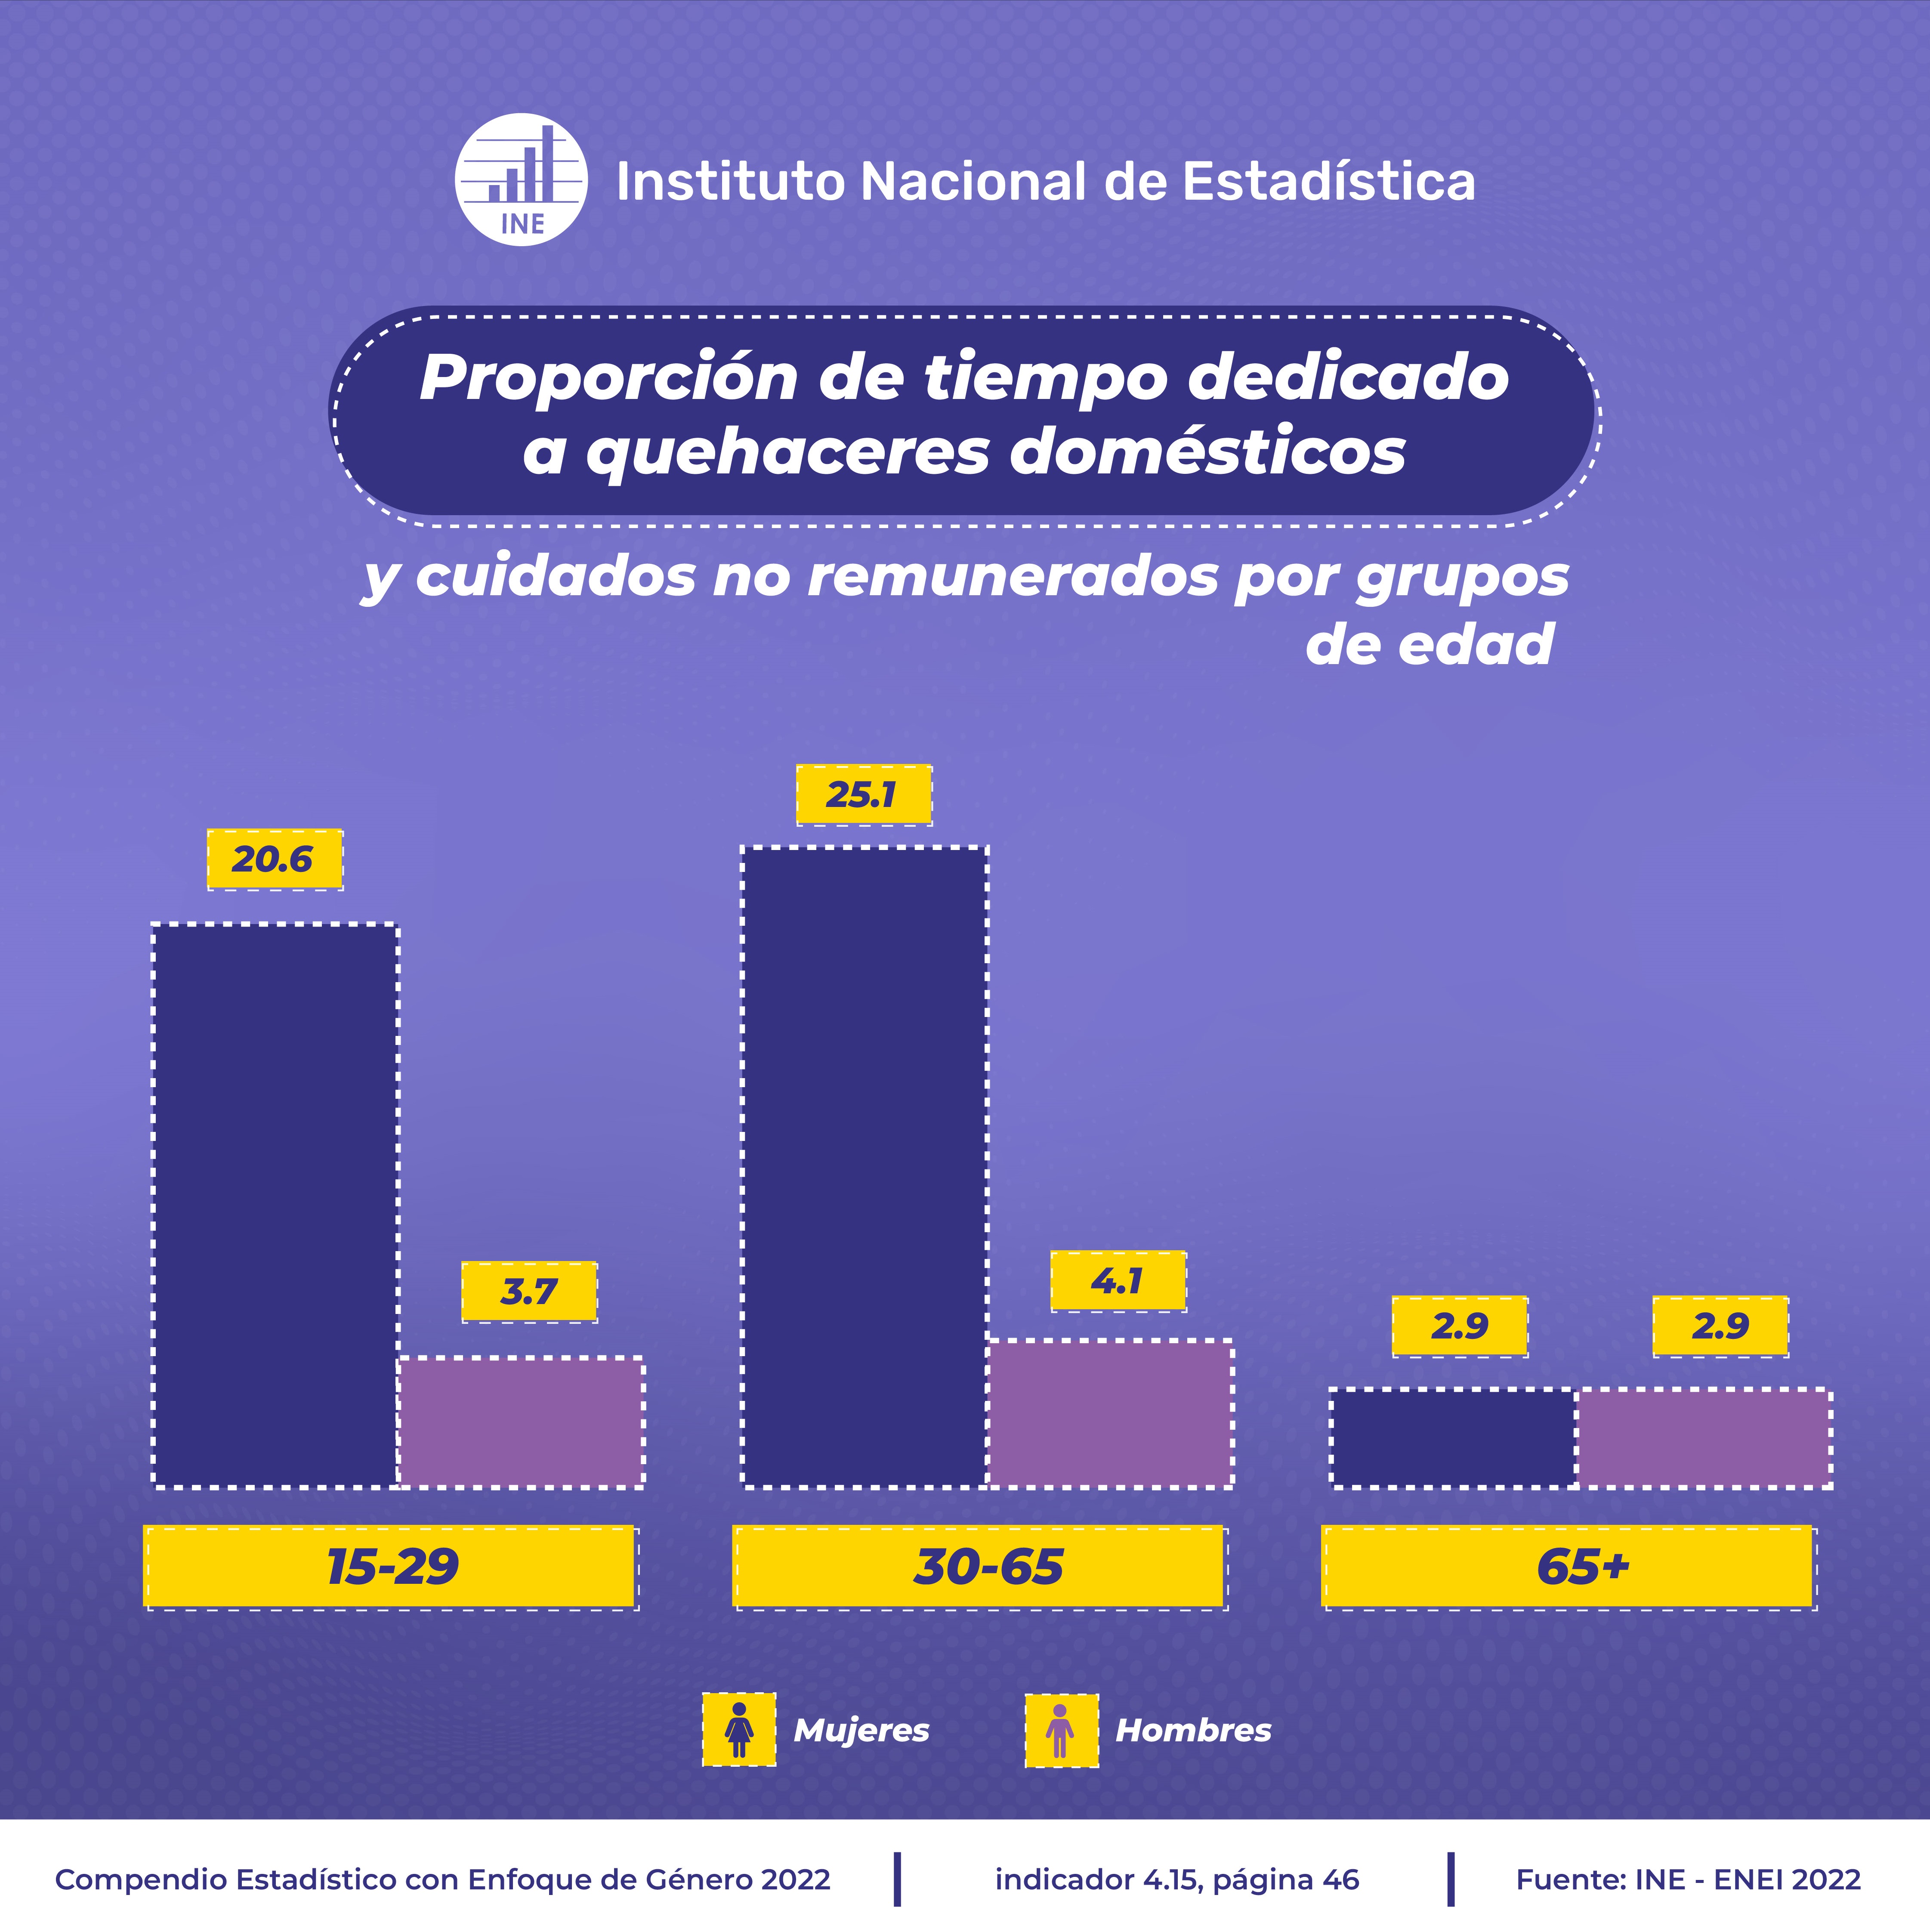 INE
Instituto Nacional de Estadística
Proporción de tiempo dedicado
a quehaceres domésticos
y cuidados no remunerados por grupos
de edad
20.6
3.7
25.1
4.1
2.9
2.9
15-29
30-65
65+
Mujeres
Hombres
Compendio Estadístico con Enfoque de Género 2022
indicador 4.15, página 46
Fuente: INE - ENEI 2022